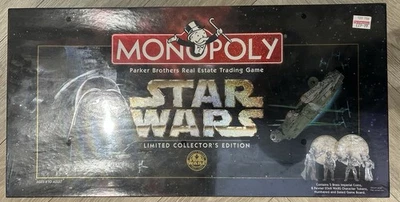 MONOPOLY
Parker Brothers Real Estate Trading Game
STAR
WARS
LIMITED COLLECTOR'S EDITION